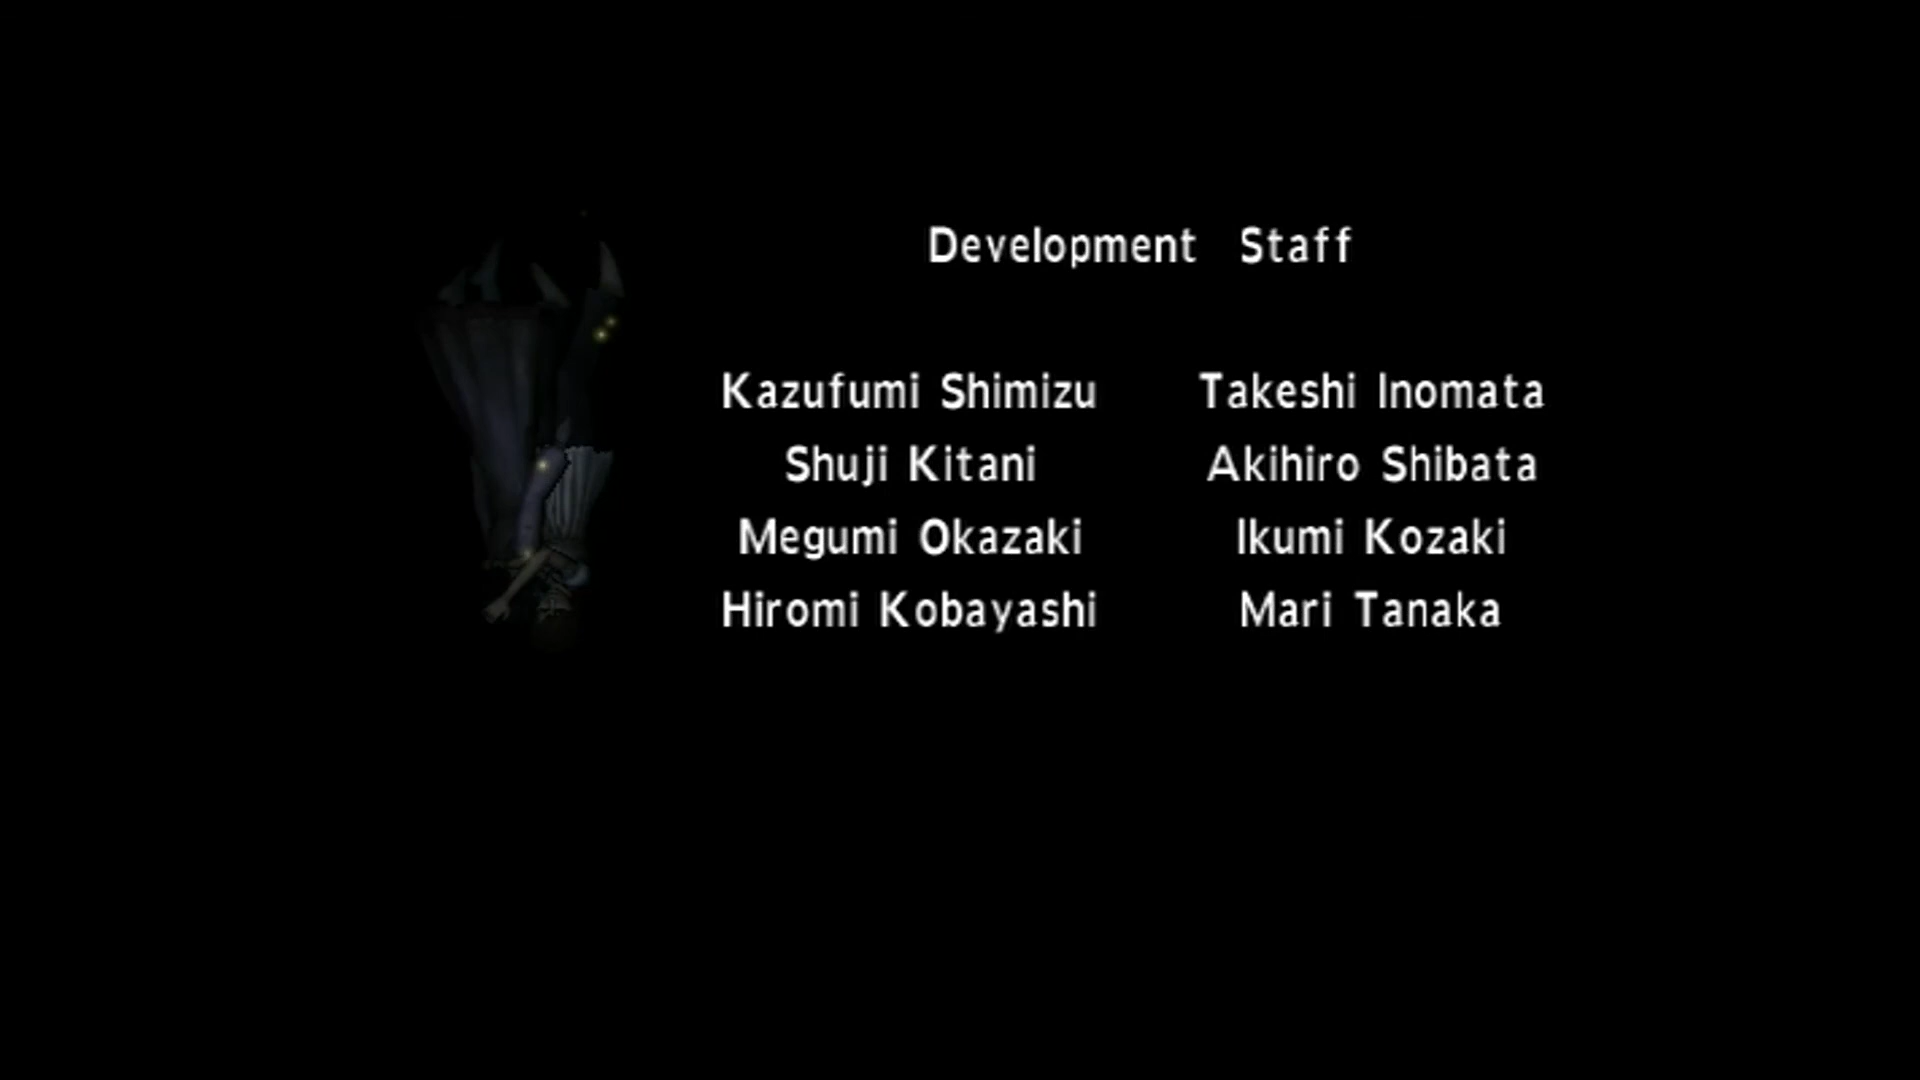 Development Staff
Kazufumi Shimizu Takeshi Inomata
Shuji Kitani Akihiro Shibata
Megumi Okazaki Ikumi Kozaki
Hiromi Kobayashi Mari Tanaka